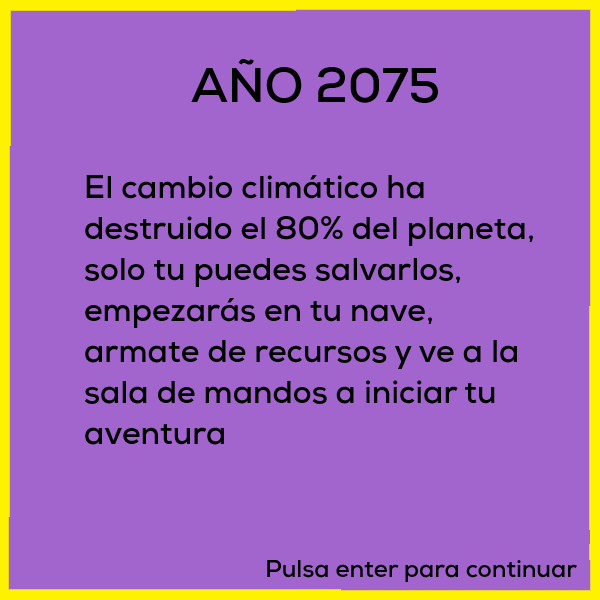 AÑO 2075
El cambio climático ha
destruido el 80% del planeta,
solo tu puedes salvarlos,
empezarás en tu nave,
armate de recursos y ve a la
sala de mandos a iniciar tu
aventura
Pulsa enter para continuar